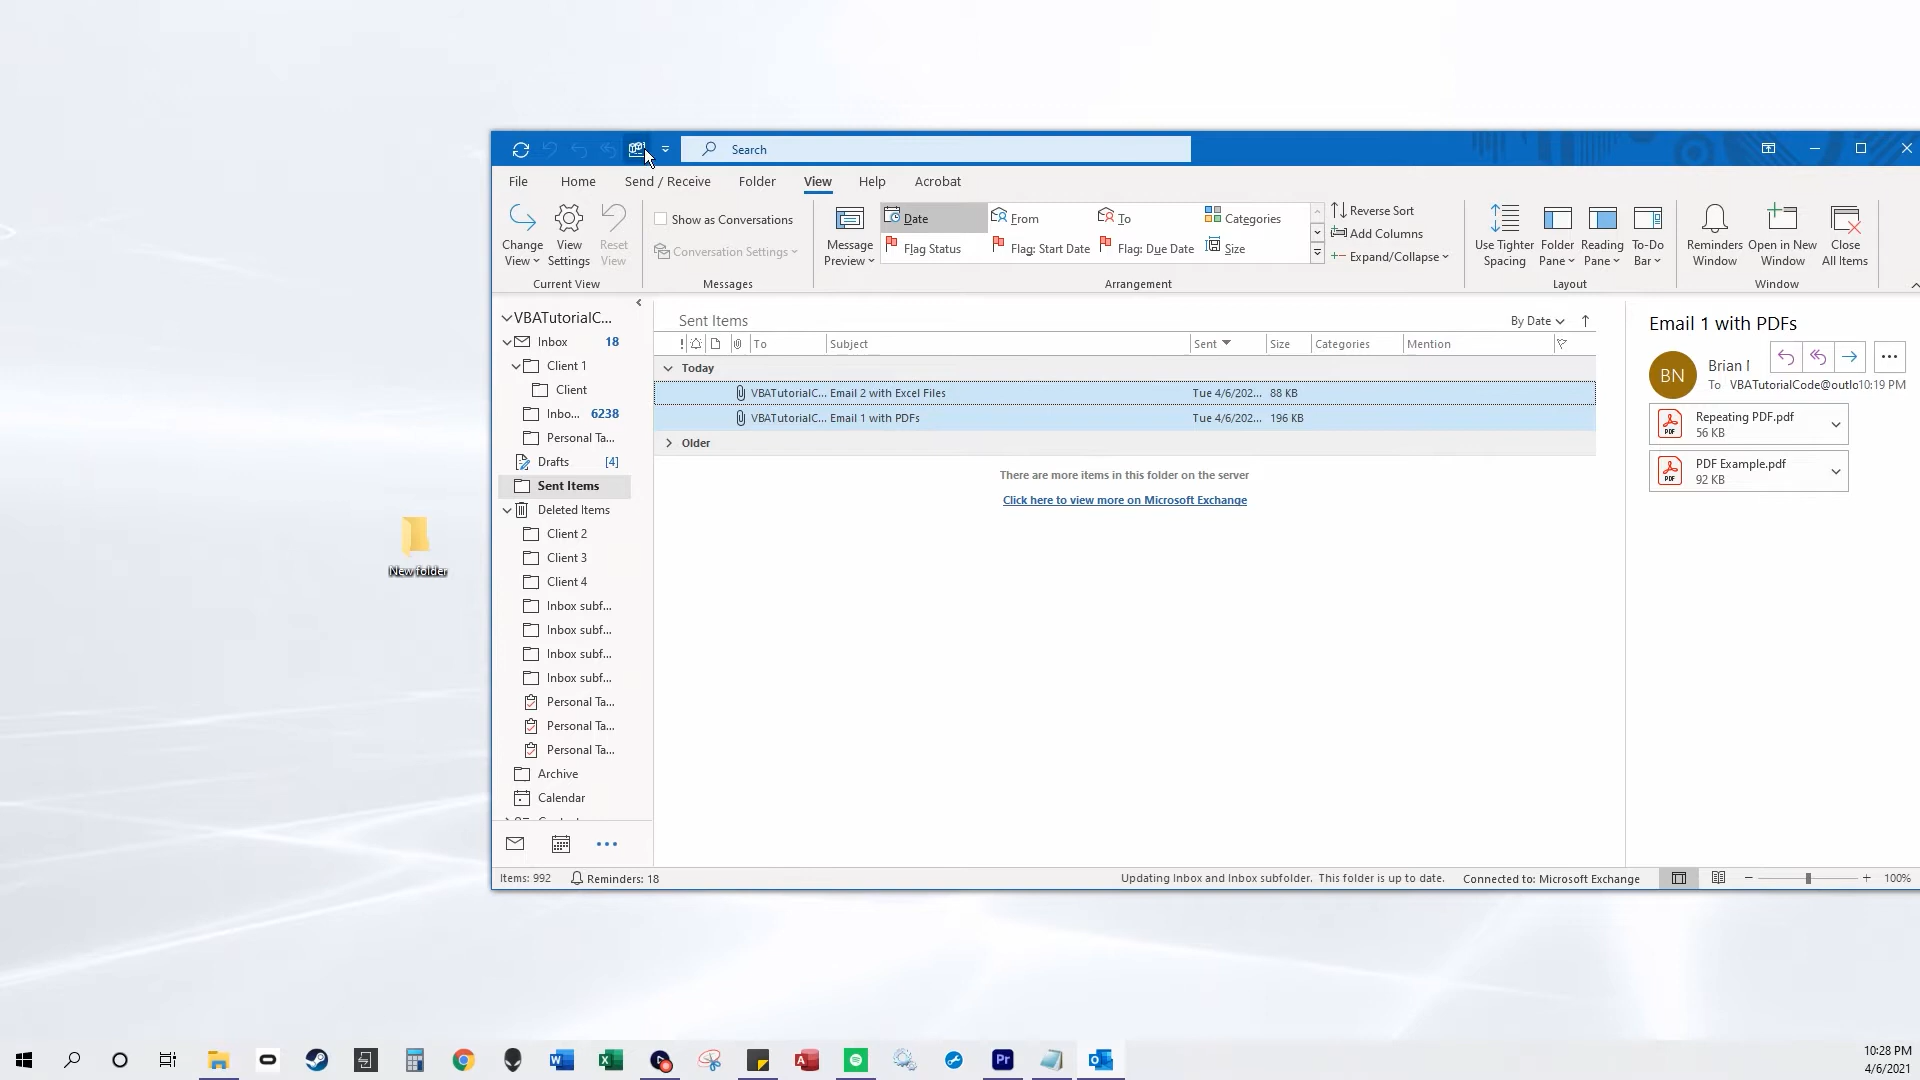 Search
File Home Send / Receive Folder View Help Acrobat
Change View
View Settings
Reset View
Current View
Show as Conversations
Conversation Settings
Messages
Message Preview
Date From To Categories
Flag Status Flag: Start Date Flag: Due Date Size
Reverse Sort
Add Columns
Expand/Collapse
Arrangement
Use Tighter Spacing
Folder Pane
Reading Pane
To-Do Bar
Layout
Reminders Window
Open in New Window
Close All Items
Window
VBATutorialC...
Inbox 18
Client 1
Client
Inbo... 6238
Personal Ta...
Drafts [4]
Sent Items
Deleted Items
Client 2
Client 3
Client 4
Inbox subf...
Inbox subf...
Inbox subf...
Inbox subf...
Personal Ta...
Personal Ta...
Personal Ta...
Archive
Calendar
Sent Items By Date
To Subject Sent Size Categories Mention
Today
VBATutorialC... Email 2 with Excel Files Tue 4/6/202... 88 KB
VBATutorialC... Email 1 with PDFs Tue 4/6/202... 196 KB
Older
There are more items in this folder on the server
Click here to view more on Microsoft Exchange
Email 1 with PDFs
BN
Brian
To VBATutorialCode@outlo 10:19 PM
Repeating PDF.pdf
56 KB
PDF Example.pdf
92 KB
Items: 992 Reminders: 18 Updating Inbox and Inbox subfolder. This folder is up to date. Connected to: Microsoft Exchange 100%
New folder
10:28 PM
4/6/2021